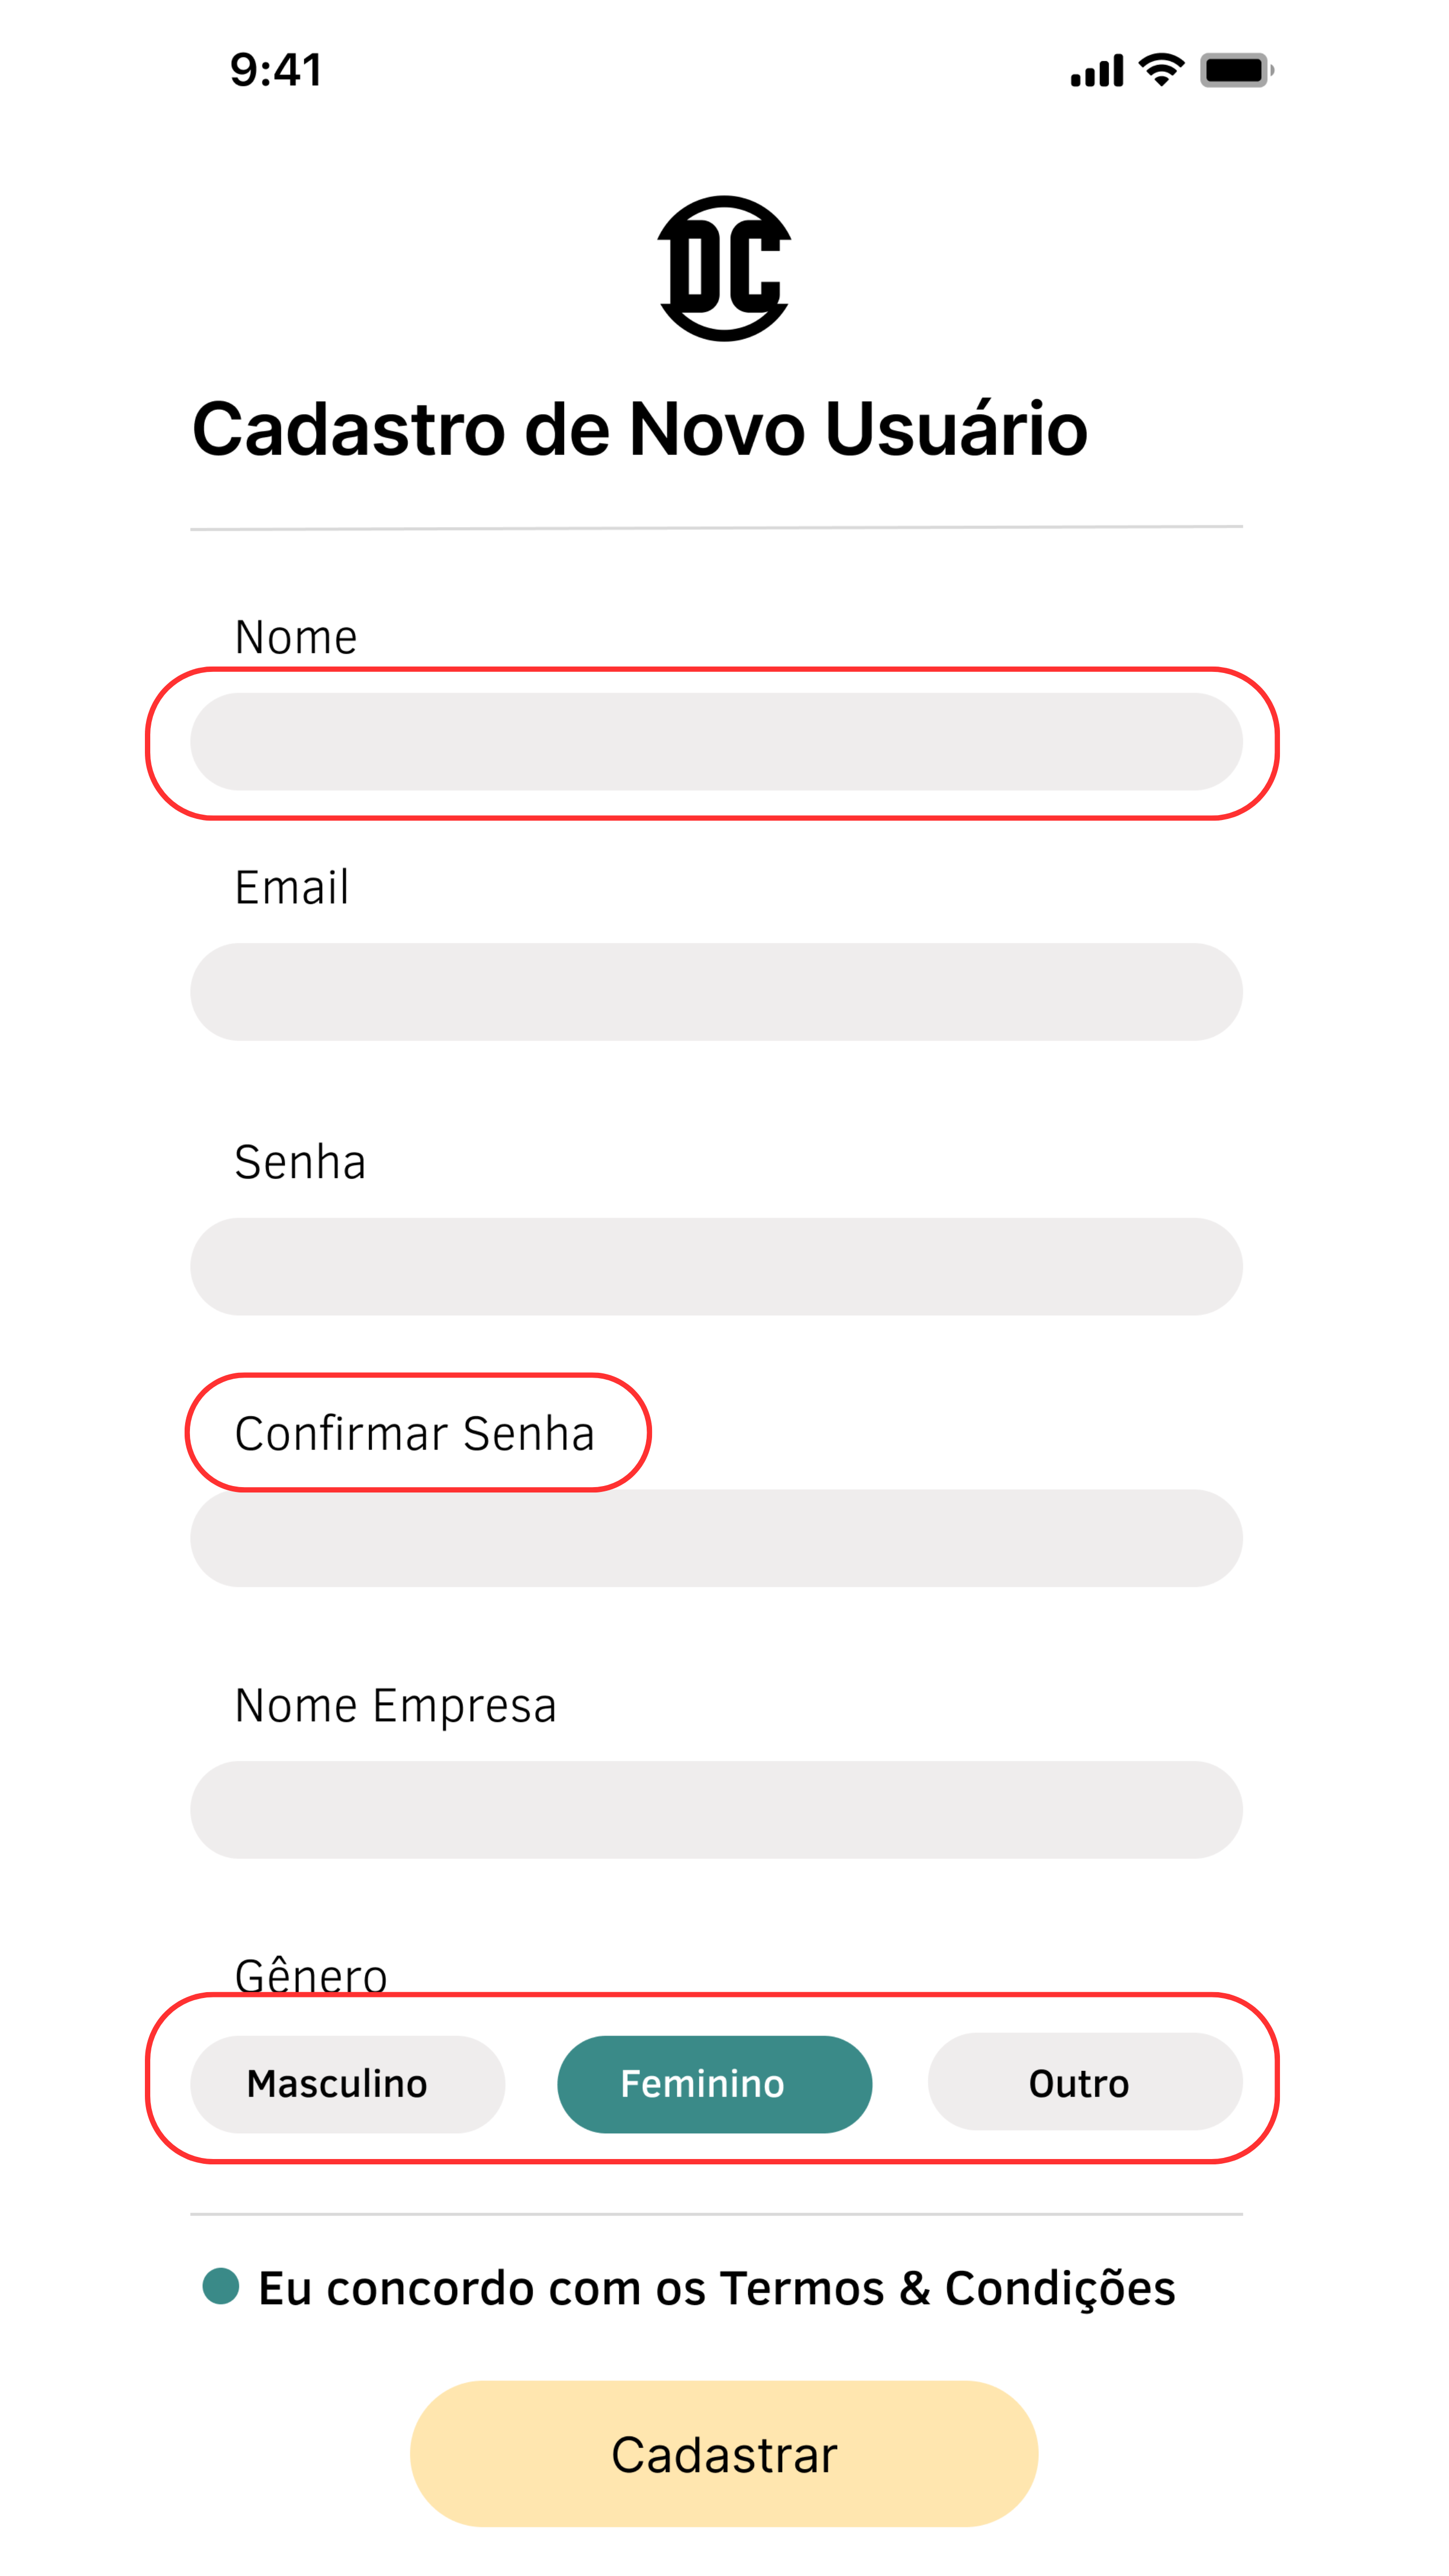 9:41
DC
Cadastro de Novo Usuário
Nome
Email
Senha
Confirmar Senha
Nome Empresa
Gênero
Masculino Feminino Outro
Eu concordo com os Termos & Condições
Cadastrar